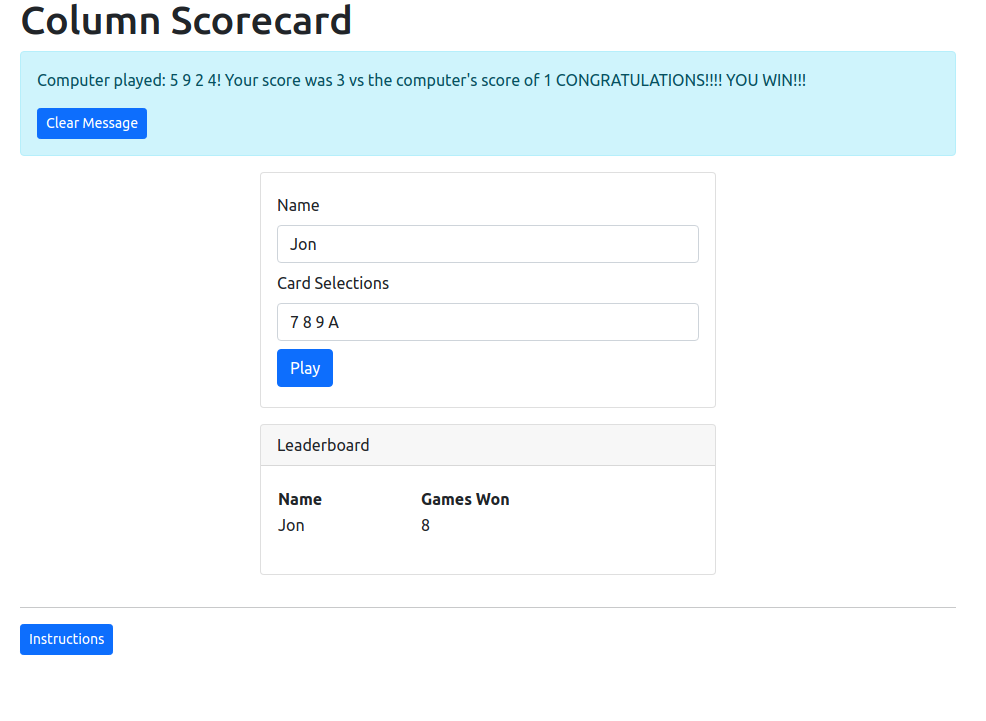 Column Scorecard
Computer played: 5 9 2 4! Your score was 3 vs the computer's score of 1 CONGRATULATIONS!!!! YOU WIN!!!
Clear Message
Name
Jon
Card Selections
7 8 9 A
Play
Leaderboard
Name Games Won
Jon 8
Instructions